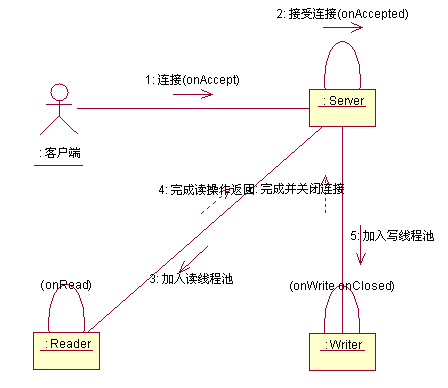 2: 接受连接(onAccepted)
1: 连接(onAccept)
: Server
: 客户端
4: 完成读操作返回
: 完成并关闭连接
5: 加入写线程池
3: 加入读线程池
(onRead)
(onWrite onClosed)
: Reader
: Writer